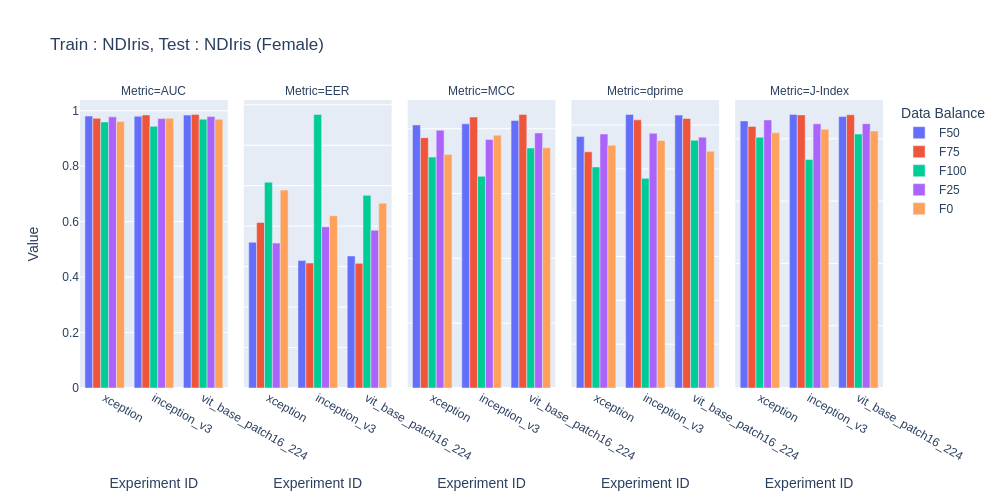 Train : NDIris, Test : NDIris (Female)
Metric=AUC
Metric=EER
Metric=MCC
Metric=dprime
Metric=J-Index
Data Balance
F50
F75
F100
F25
F0
Value
1
0.8
0.6
0.4
0.2
0
xception
inception_v3
vit_base_patch16_224
xception
inception_v3
vit_base_patch16_224
xception
inception_v3
vit_base_patch16_224
xception
inception_v3
vit_base_patch16_224
xception
inception_v3
vit_base_patch16_224
Experiment ID
Experiment ID
Experiment ID
Experiment ID
Experiment ID